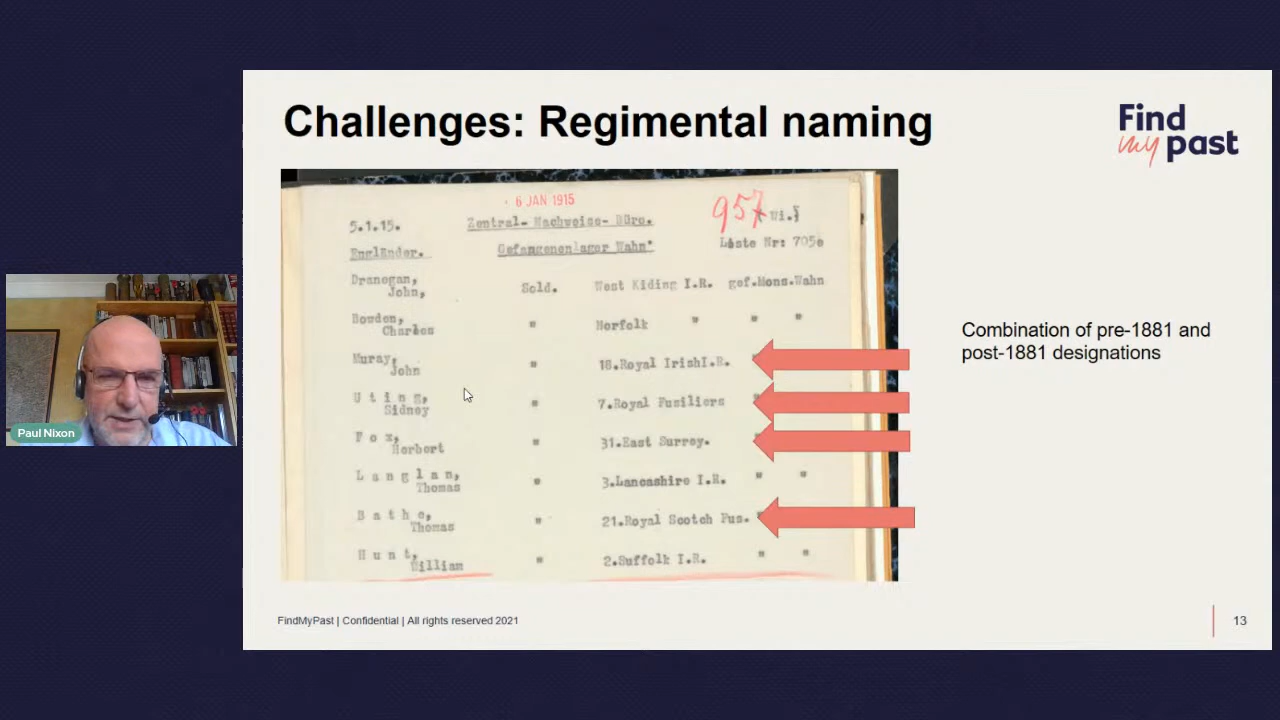 Challenges: Regimental naming
Find
my past
6 JAN 1915
957
5.1.15. Zentral-Nachweise-Büro. (Wi.)
Engländer. Gefangenenlager Wahn" Liste Nr: 705e
Dranegan,
John, Sold. West Riding I.R. gef.Mons.Wahn
Bowden,
Charles " Norfolk " " "
Muray,
John " 18.Royal IrishI.R. "
Uting,
Sidney " 7.Royal Fusiliers "
Fox,
Herbert " 31.East Surrey. "
Langlan,
Thomas " 3.Lancashire I.R. " "
Bathe,
Thomas " 21.Royal Scotch Fus. "
Hunt,
William " 2.Suffolk I.R. " "
Combination of pre-1881 and
post-1881 designations
Paul Nixon
FindMyPast | Confidential | All rights reserved 2021
13